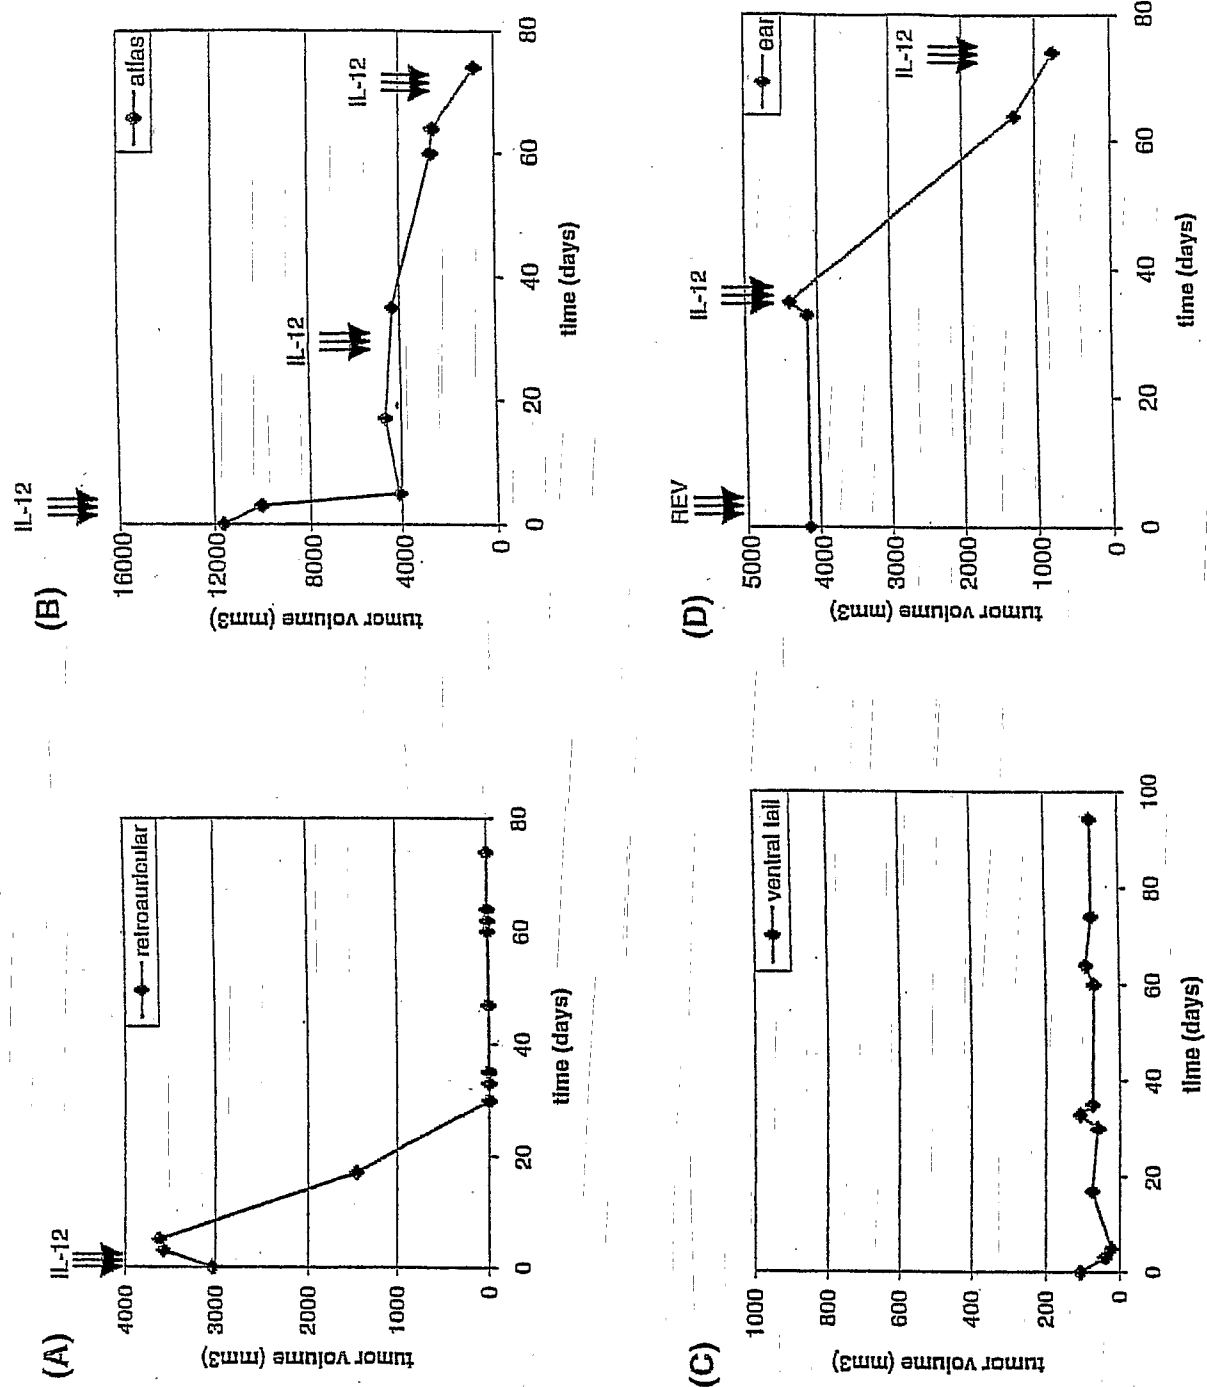 (A)
IL-12
retroauricular
tumor volume (mm3)
4000
3000
2000
1000
0
0
20
40
60
80
time (days)
(B)
IL-12
IL-12
IL-12
atlas
tumor volume (mm3)
16000
12000
8000
4000
0
0
20
40
60
80
time (days)
(C)
ventral tail
tumor volume (mm3)
1000
800
600
400
200
0
0
20
40
60
80
100
time (days)
(D)
REV
IL-12
IL-12
ear
tumor volume (mm3)
5000
4000
3000
2000
1000
0
0
20
40
60
80
time (days)